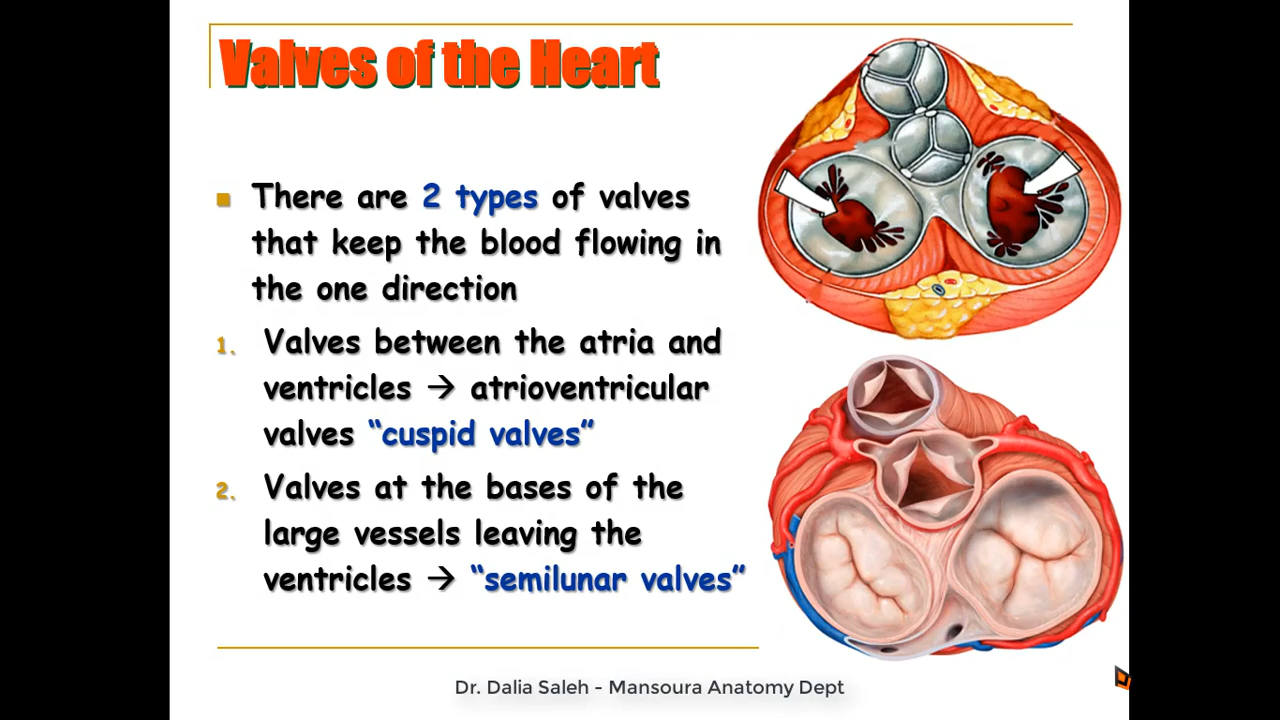 Valves of the Heart
There are 2 types of valves
that keep the blood flowing in
the one direction
1. Valves between the atria and
ventricles → atrioventricular
valves “cuspid valves”
2. Valves at the bases of the
large vessels leaving the
ventricles → “semilunar valves”
Dr. Dalia Saleh - Mansoura Anatomy Dept